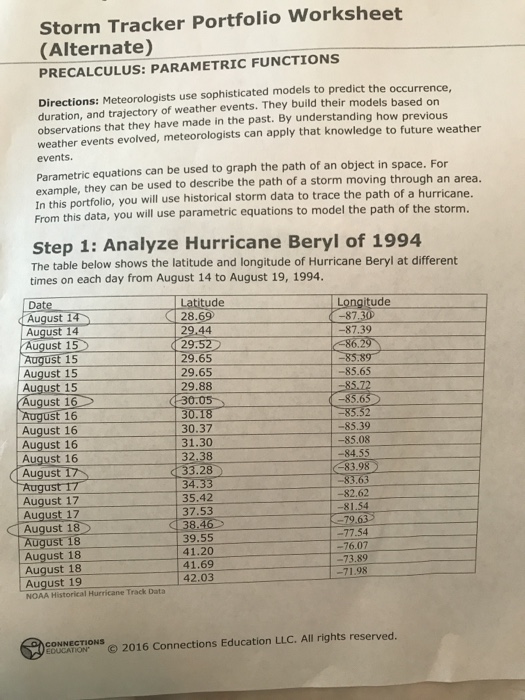 Storm Tracker Portfolio Worksheet
(Alternate)
PRECALCULUS: PARAMETRIC FUNCTIONS
Directions: Meteorologists use sophisticated models to predict the occurrence,
duration, and trajectory of weather events. They build their models based on
observations that they have made in the past. By understanding how previous
weather events evolved, meteorologists can apply that knowledge to future weather
events.
Parametric equations can be used to graph the path of an object in space. For
example, they can be used to describe the path of a storm moving through an area.
In this portfolio, you will use historical storm data to trace the path of a hurricane.
From this data, you will use parametric equations to model the path of the storm.
Step 1: Analyze Hurricane Beryl of 1994
The table below shows the latitude and longitude of Hurricane Beryl at different
times on each day from August 14 to August 19, 1994.
Date Latitude Longitude
August 14 28.69 -87.30
August 14 29.44 -87.39
August 15 29.52 -86.29
August 15 29.65 -85.89
August 15 29.65 -85.65
August 15 29.88 -85.72
August 16 30.05 -85.65
August 16 30.18 -85.52
August 16 30.37 -85.39
August 16 31.30 -85.08
August 16 32.38 -84.55
August 17 33.28 -83.98
August 17 34.33 -83.63
August 17 35.42 -82.62
August 17 37.53 -81.54
August 18 38.46 -79.63
August 18 39.55 -77.54
August 18 41.20 -76.07
August 18 41.69 -73.89
August 19 42.03 -71.98
NOAA Historical Hurricane Track Data
CONNECTIONS
EDUCATION
© 2016 Connections Education LLC. All rights reserved.